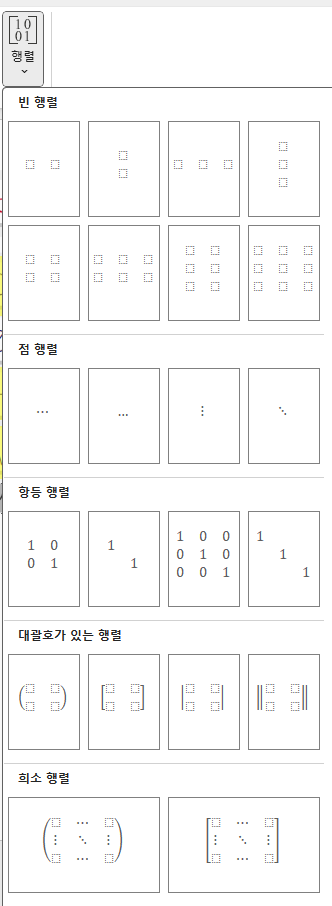 1 0
0 1
행렬
빈 행렬
점 행렬
⋯ … ⋮ ⋱
항등 행렬
1 0
0 1
1
1
1 0 0
0 1 0
0 0 1
1
1
1
대괄호가 있는 행렬
희소 행렬
⋯
⋮ ⋱ ⋮
⋯
⋯
⋮ ⋱ ⋮
⋯